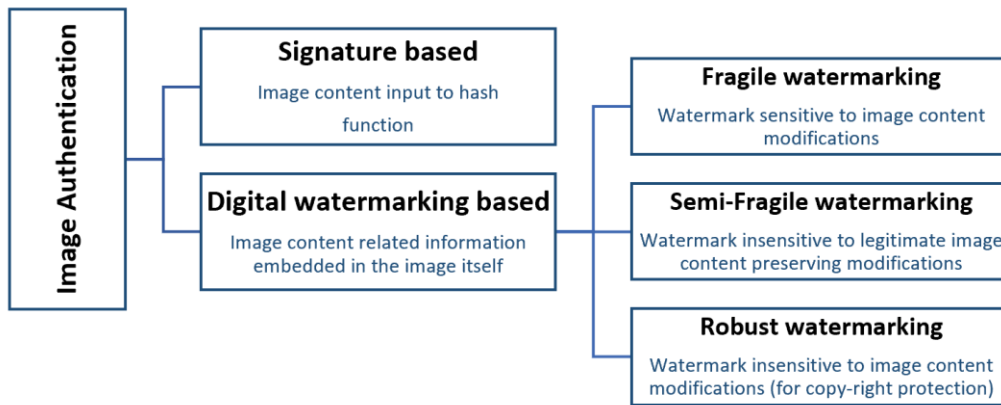 Image Authentication
Signature based
Image content input to hash
function
Digital watermarking based
Image content related information
embedded in the image itself
Fragile watermarking
Watermark sensitive to image content
modifications
Semi-Fragile watermarking
Watermark insensitive to legitimate image
content preserving modifications
Robust watermarking
Watermark insensitive to image content
modifications (for copy-right protection)